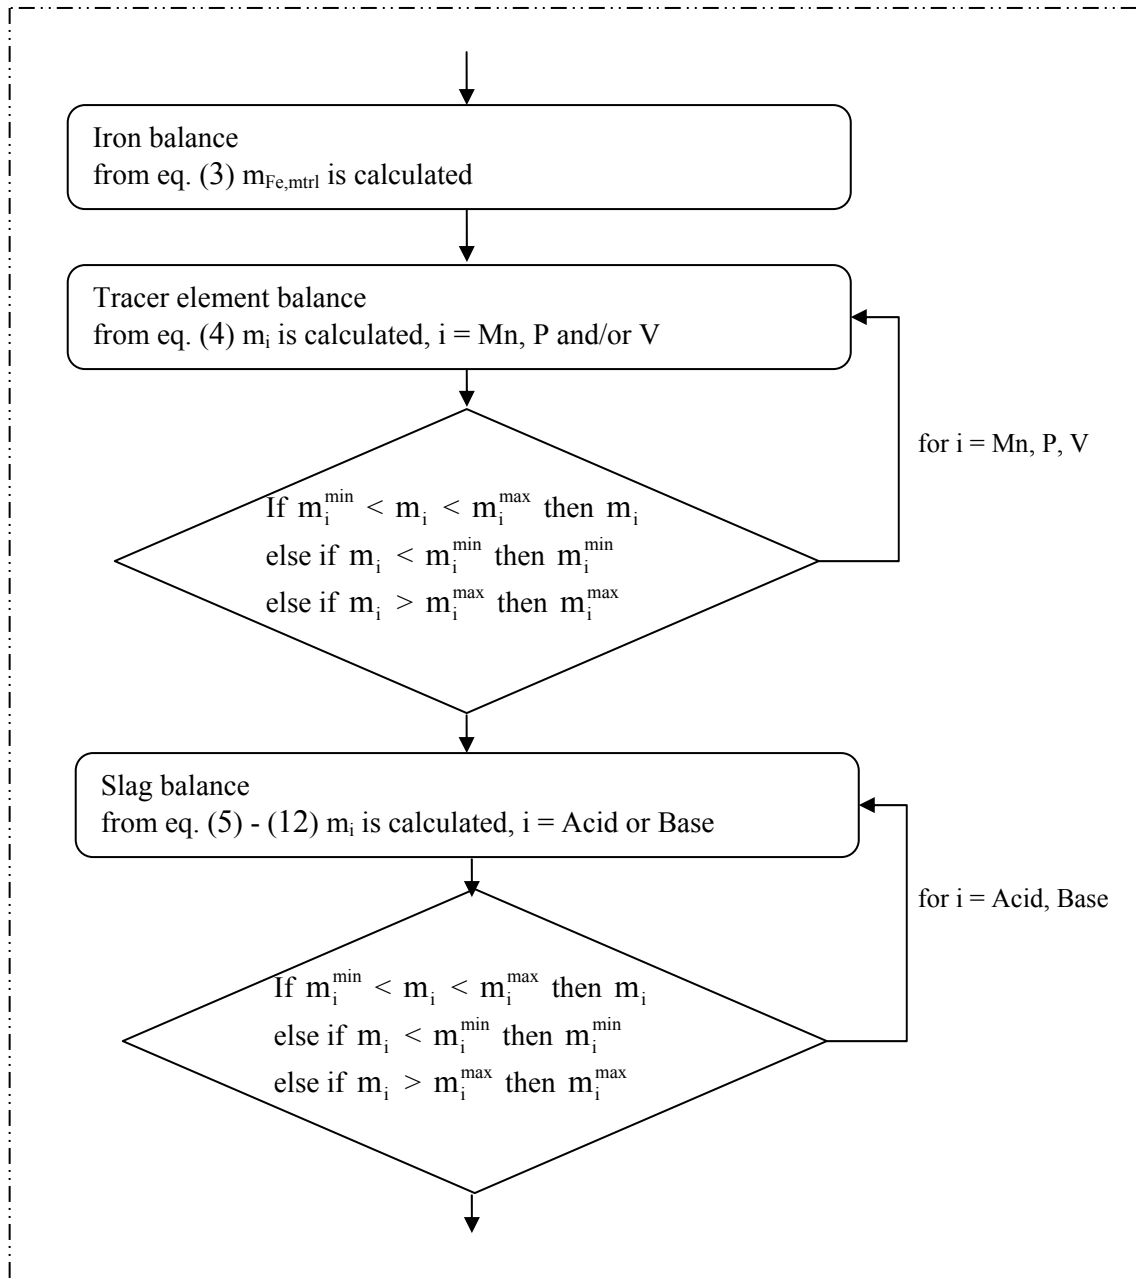 Iron balance
from eq. (3) m_{Fe,mtrl} is calculated
Tracer element balance
from eq. (4) m_i is calculated, i = Mn, P and/or V
for i = Mn, P, V
If m_i^{min} < m_i < m_i^{max} then m_i
else if m_i < m_i^{min} then m_i^{min}
else if m_i > m_i^{max} then m_i^{max}
Slag balance
from eq. (5) - (12) m_i is calculated, i = Acid or Base
for i = Acid, Base
If m_i^{min} < m_i < m_i^{max} then m_i
else if m_i < m_i^{min} then m_i^{min}
else if m_i > m_i^{max} then m_i^{max}